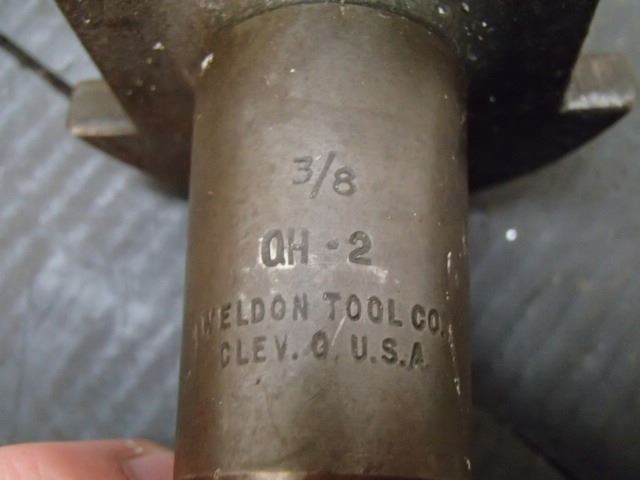 3/8
QH-2
WELDON TOOL CO.
CLEV. O. U.S.A.